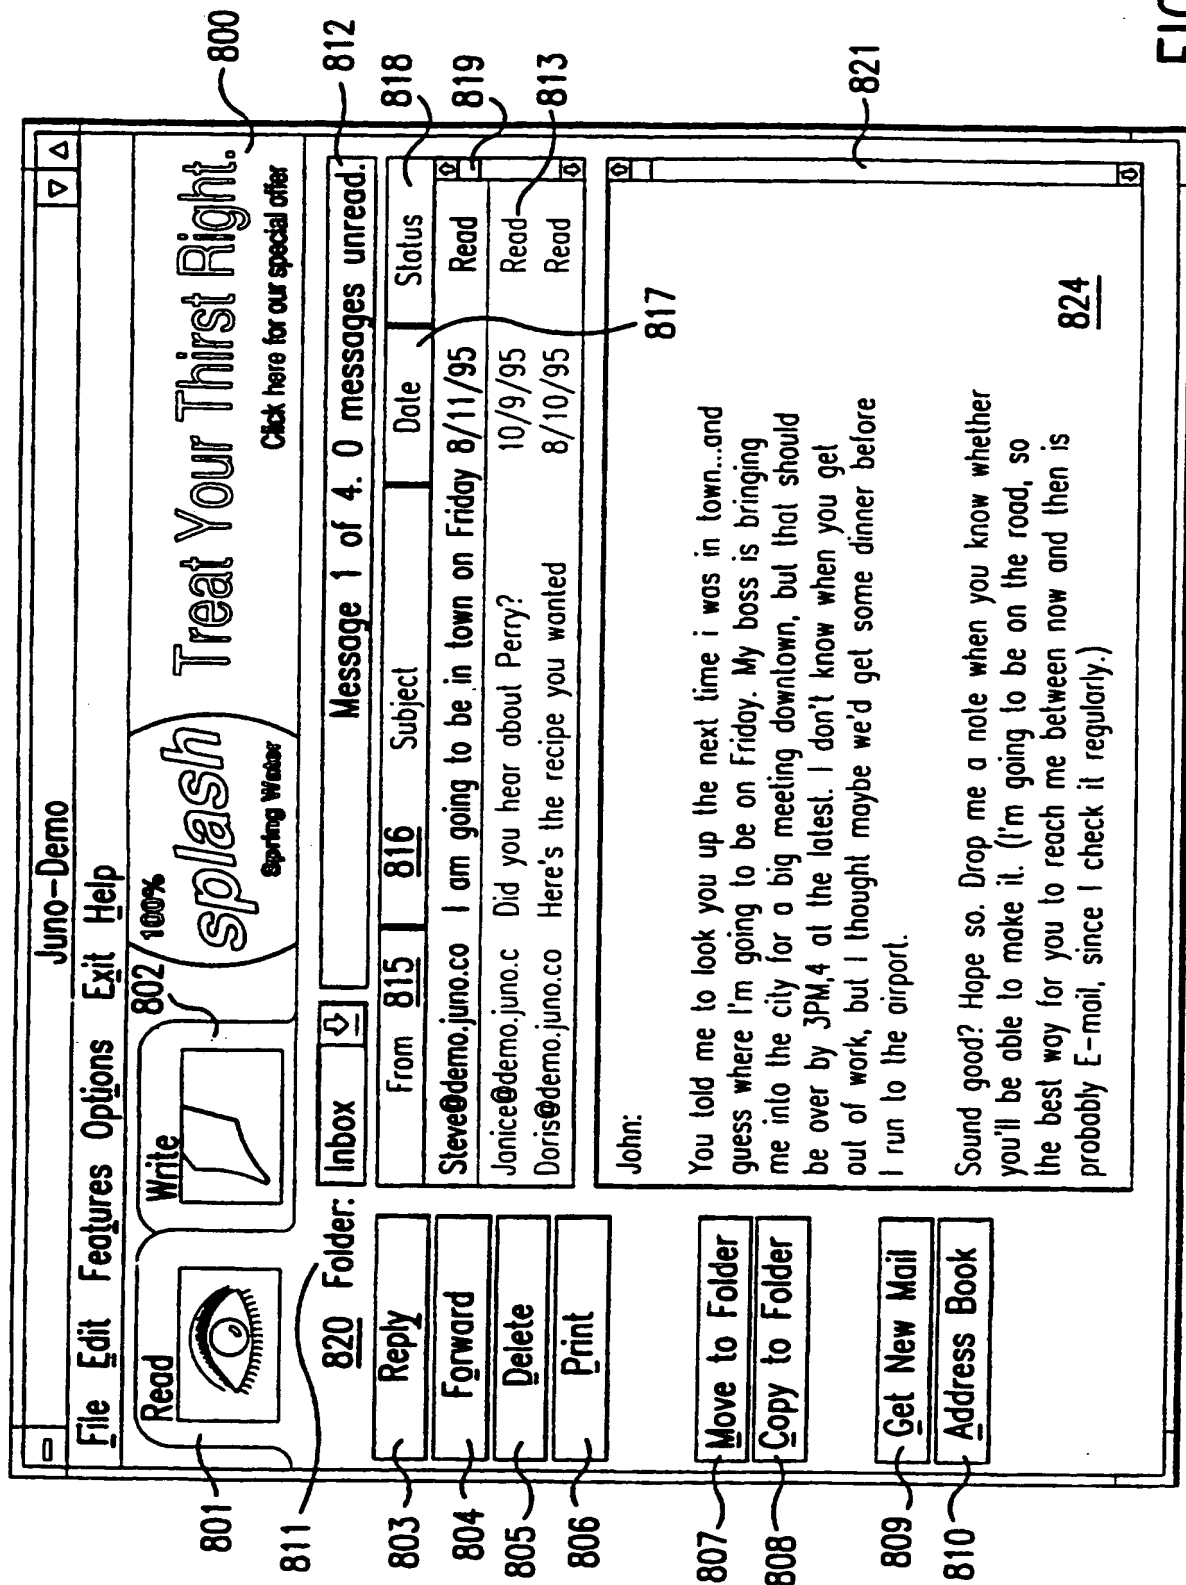 Juno-Demo
File Edit Features Options Exit Help
Read
Write
802
100%
splash
Spring Water
Treat Your Thirst Right.
Click here for our special offer
800
801
811
820 Folder: Inbox
Message 1 of 4. 0 messages unread.
812
From 815
816 Subject
Date
Status
818
Steve@demo.juno.co I am going to be in town on Friday 8/11/95 Read
819
Janice@demo.juno.c Did you hear about Perry? 10/9/95 Read
813
Doris@demo.juno.co Here's the recipe you wanted 8/10/95 Read
817
803 Reply
804 Forward
805 Delete
806 Print
807 Move to Folder
808 Copy to Folder
809 Get New Mail
810 Address Book
John:
You told me to look you up the next time i was in town...and
guess where I'm going to be on Friday. My boss is bringing
me into the city for a big meeting downtown, but that should
be over by 3PM,4 at the latest. I don't know when you get
out of work, but I thought maybe we'd get some dinner before
I run to the airport.
Sound good? Hope so. Drop me a note when you know whether
you'll be able to make it. (I'm going to be on the road, so
the best way for you to reach me between now and then is
probably E-mail, since I check it regularly.)
824
821